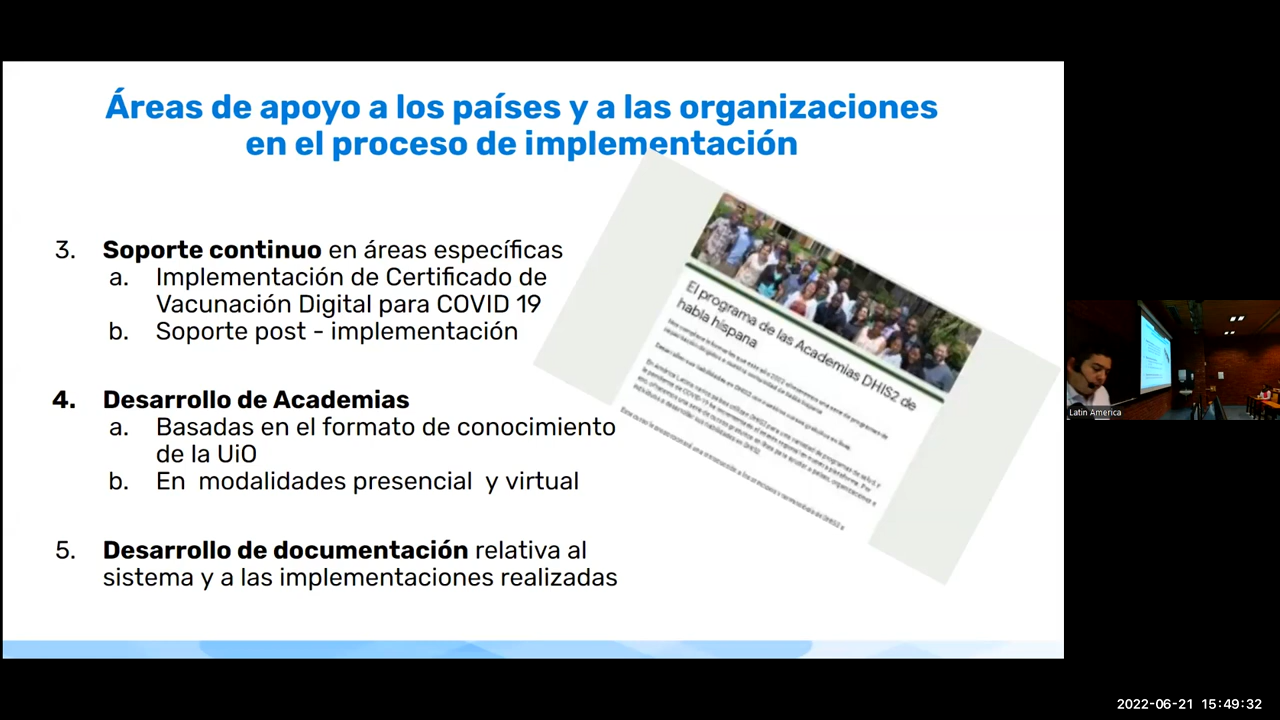 Áreas de apoyo a los países y a las organizaciones
en el proceso de implementación
3. Soporte continuo en áreas específicas
a. Implementación de Certificado de
Vacunación Digital para COVID 19
b. Soporte post - implementación
4. Desarrollo de Academias
a. Basadas en el formato de conocimiento
de la UiO
b. En modalidades presencial y virtual
5. Desarrollo de documentación relativa al
sistema y a las implementaciones realizadas
El programa de las Academias DHIS2 de
habla hispana
Latin America
2022-06-21 15:49:32